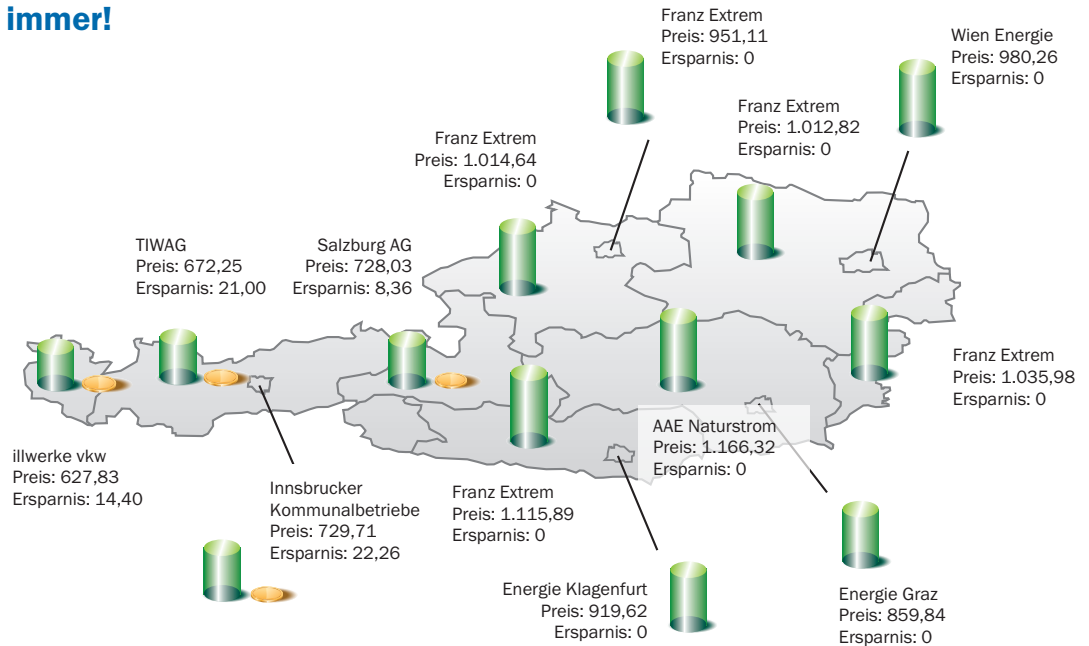 immer!
Franz Extrem
Preis: 951,11
Ersparnis: 0
Wien Energie
Preis: 980,26
Ersparnis: 0
Franz Extrem
Preis: 1.012,82
Ersparnis: 0
Franz Extrem
Preis: 1.014,64
Ersparnis: 0
TIWAG
Preis: 672,25
Ersparnis: 21,00
Salzburg AG
Preis: 728,03
Ersparnis: 8,36
Franz Extrem
Preis: 1.035,98
Ersparnis: 0
AAE Naturstrom
Preis: 1.166,32
Ersparnis: 0
illwerke vkw
Preis: 627,83
Ersparnis: 14,40
Innsbrucker
Kommunalbetriebe
Preis: 729,71
Ersparnis: 22,26
Franz Extrem
Preis: 1.115,89
Ersparnis: 0
Energie Klagenfurt
Preis: 919,62
Ersparnis: 0
Energie Graz
Preis: 859,84
Ersparnis: 0